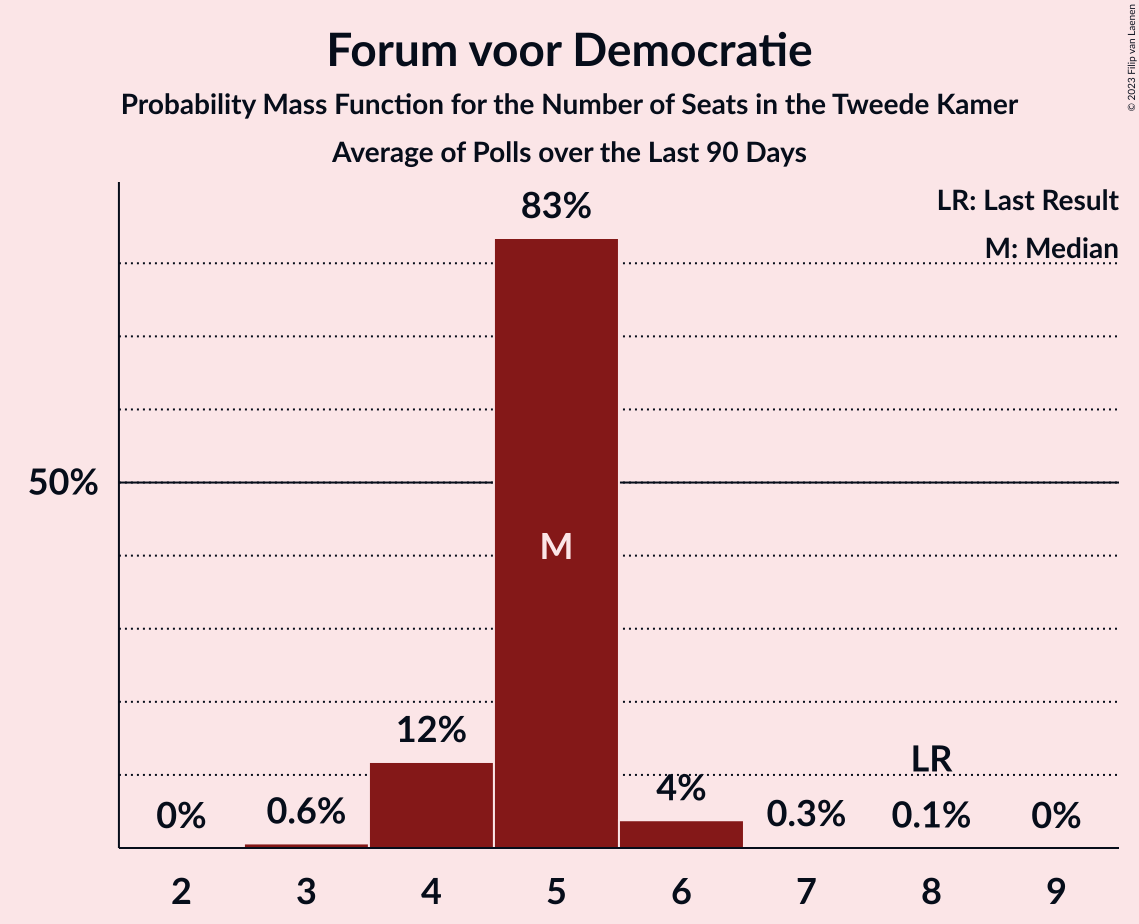 Forum voor Democratie
Probability Mass Function for the Number of Seats in the Tweede Kamer
Average of Polls over the Last 90 Days
© 2023 Filip van Laenen
LR: Last Result
M: Median
83%
50%
M
12%
LR
4%
0%
0.6%
0.3%
0.1%
0%
2 3 4 5 6 7 8 9